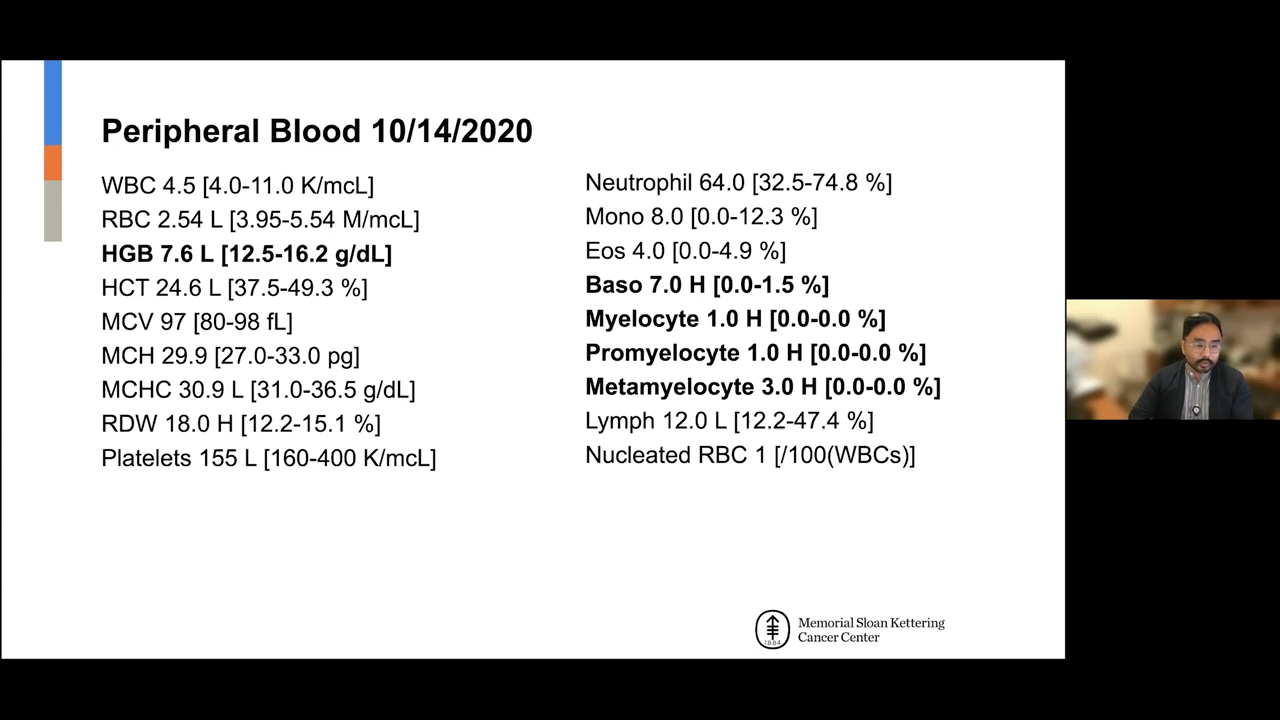 Peripheral Blood 10/14/2020
WBC 4.5 [4.0-11.0 K/mcL]
RBC 2.54 L [3.95-5.54 M/mcL]
HGB 7.6 L [12.5-16.2 g/dL]
HCT 24.6 L [37.5-49.3 %]
MCV 97 [80-98 fL]
MCH 29.9 [27.0-33.0 pg]
MCHC 30.9 L [31.0-36.5 g/dL]
RDW 18.0 H [12.2-15.1 %]
Platelets 155 L [160-400 K/mcL]
Neutrophil 64.0 [32.5-74.8 %]
Mono 8.0 [0.0-12.3 %]
Eos 4.0 [0.0-4.9 %]
Baso 7.0 H [0.0-1.5 %]
Myelocyte 1.0 H [0.0-0.0 %]
Promyelocyte 1.0 H [0.0-0.0 %]
Metamyelocyte 3.0 H [0.0-0.0 %]
Lymph 12.0 L [12.2-47.4 %]
Nucleated RBC 1 [/100(WBCs)]
1884
Memorial Sloan Kettering
Cancer Center